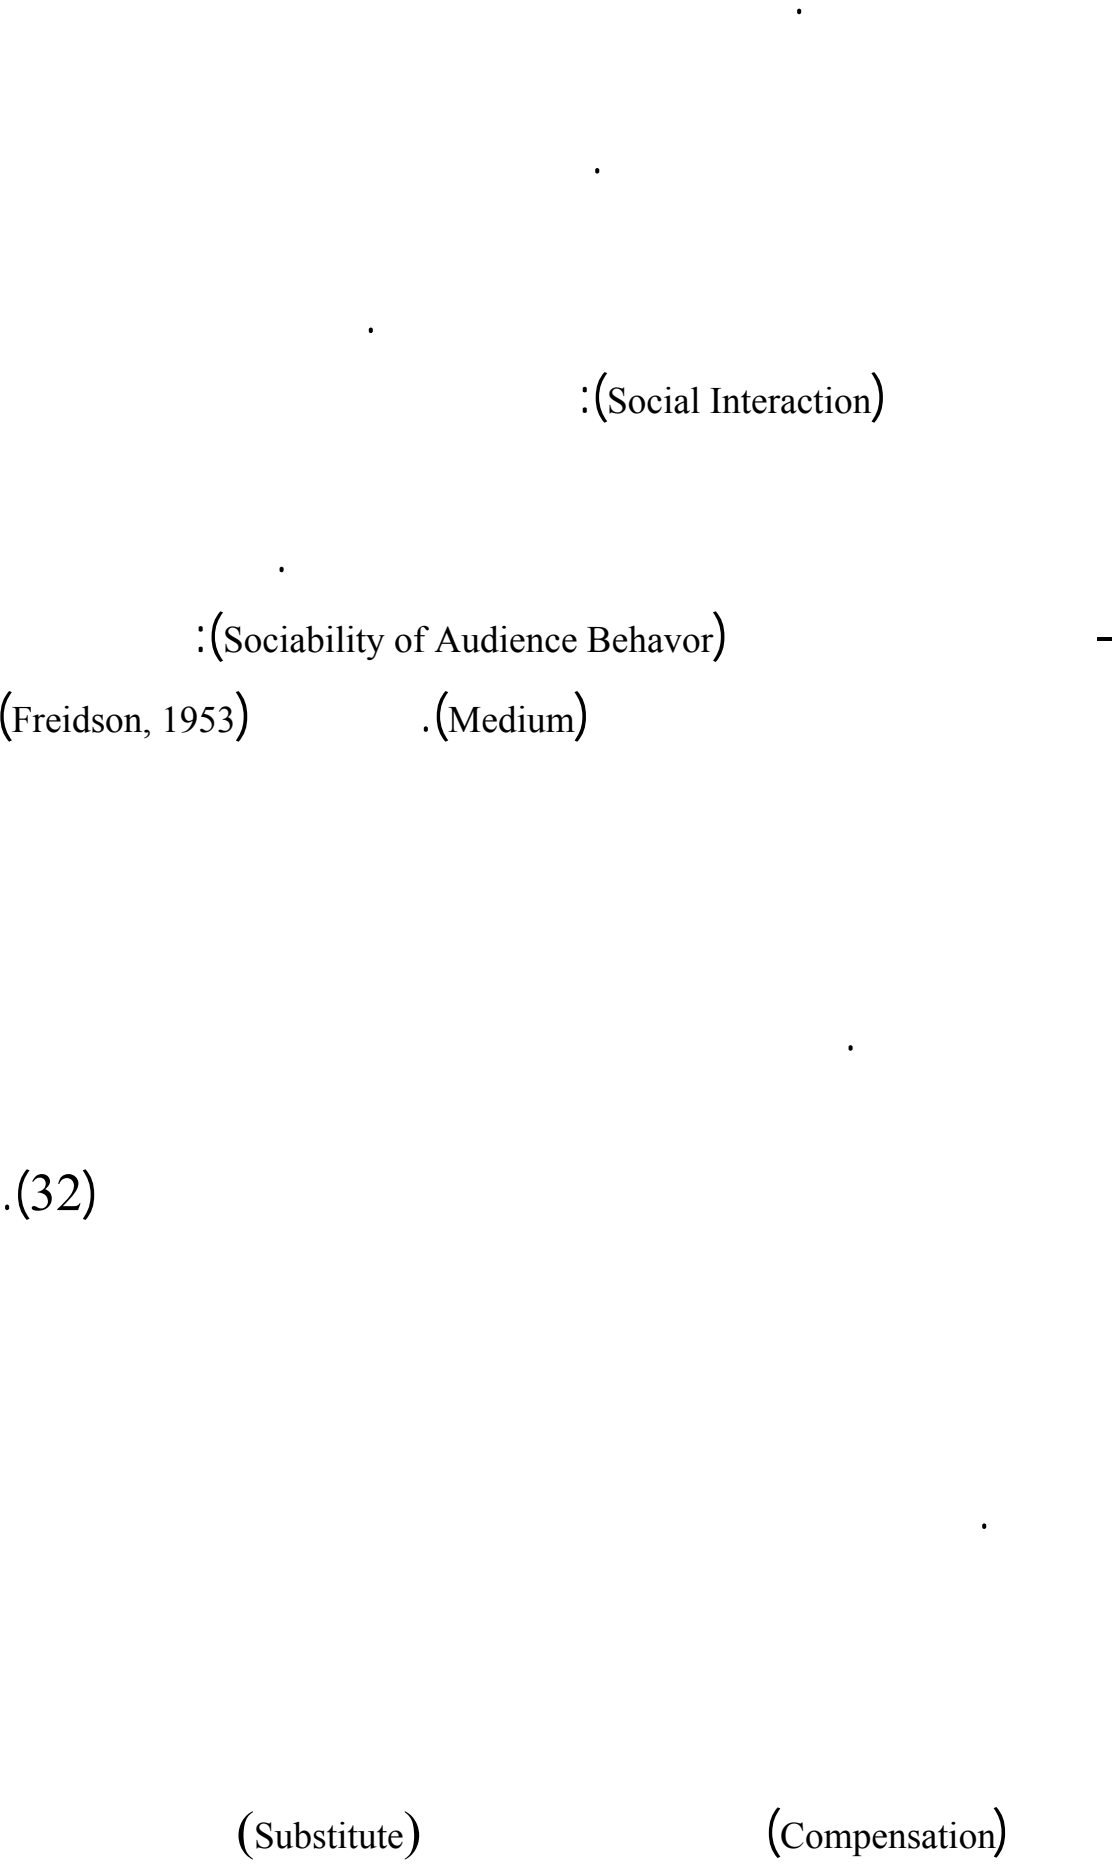 .
.
.
(Social Interaction):
.
- (Sociability of Audience Behavor):
(Medium). (Freidson, 1953)
.
(32).
.
(Compensation) (Substitute)